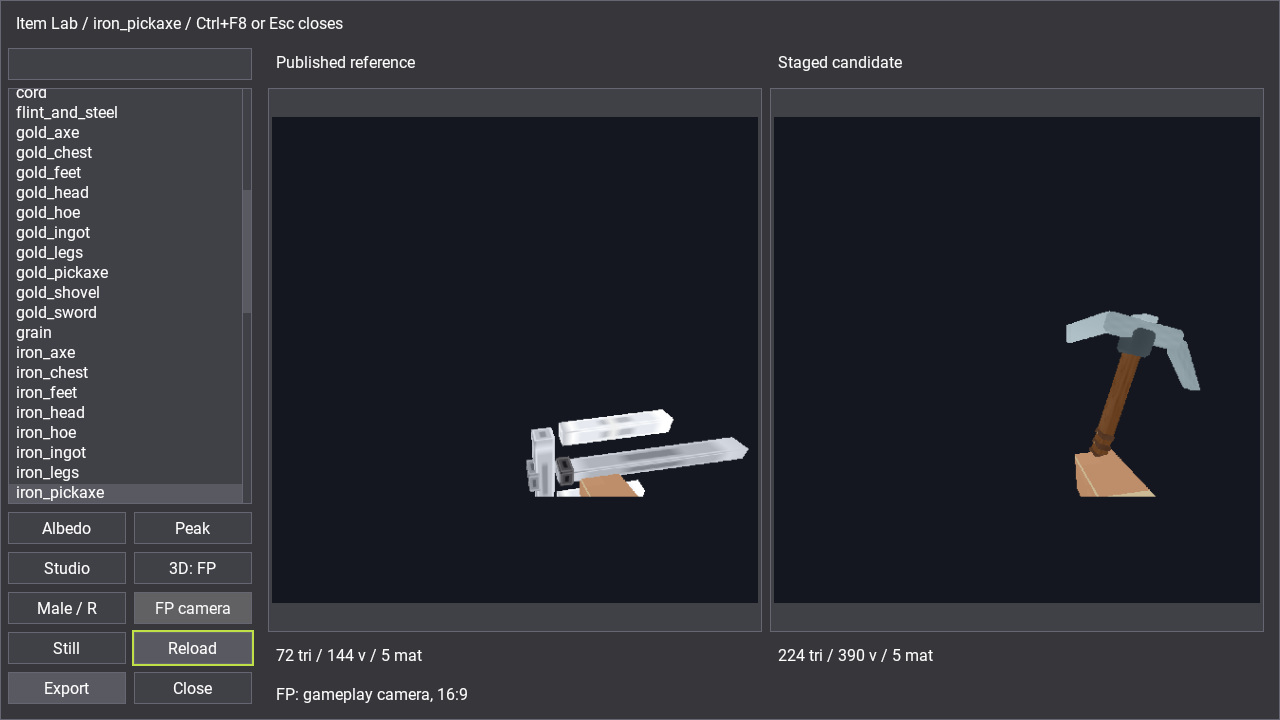 Item Lab / iron_pickaxe / Ctrl+F8 or Esc closes
Published reference
Staged candidate
cord
flint_and_steel
gold_axe
gold_chest
gold_feet
gold_head
gold_hoe
gold_ingot
gold_legs
gold_pickaxe
gold_shovel
gold_sword
grain
iron_axe
iron_chest
iron_feet
iron_head
iron_hoe
iron_ingot
iron_legs
iron_pickaxe
Albedo
Peak
Studio
3D: FP
Male / R
FP camera
Still
Reload
Export
Close
72 tri / 144 v / 5 mat
224 tri / 390 v / 5 mat
FP: gameplay camera, 16:9